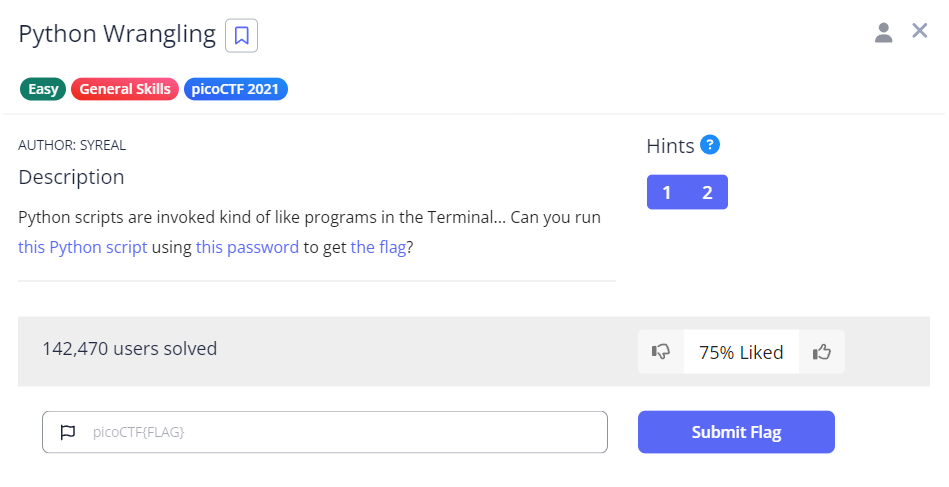 Python Wrangling
Easy General Skills picoCTF 2021
AUTHOR: SYREAL
Description
Python scripts are invoked kind of like programs in the Terminal... Can you run
this Python script using this password to get the flag?
Hints ?
1 2
142,470 users solved
75% Liked
picoCTF{FLAG}
Submit Flag